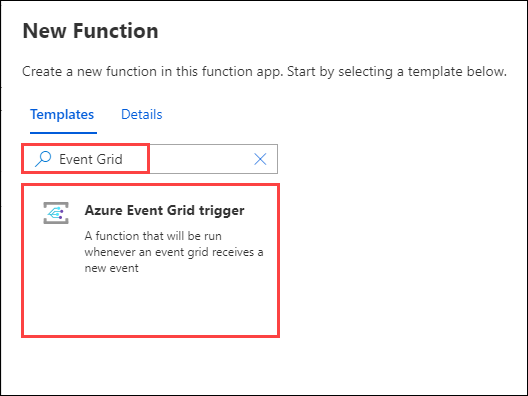 New Function
Create a new function in this function app. Start by selecting a template below.
Templates Details
Event Grid
Azure Event Grid trigger
A function that will be run
whenever an event grid receives a
new event